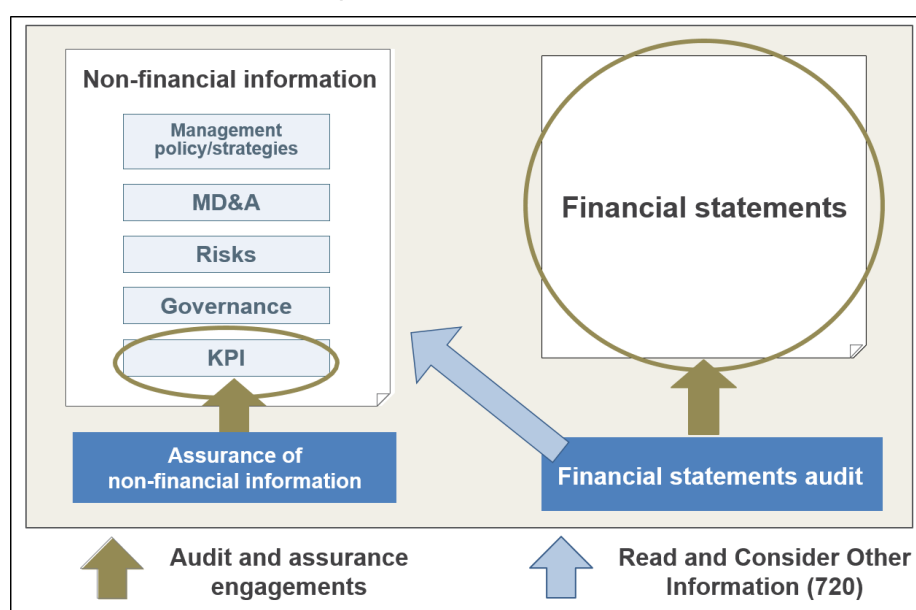 Non-financial information
Management
policy/strategies
MD&A
Risks
Governance
KPI
Assurance of
non-financial information
Financial statements
Financial statements audit
Audit and assurance
engagements
Read and Consider Other
Information (720)